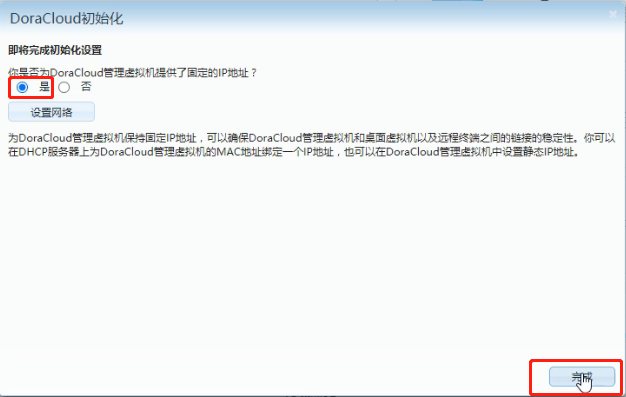 DoraCloud初始化
即将完成初始化设置
你是否为DoraCloud管理虚拟机提供了固定的IP地址？
是 否
设置网络
为DoraCloud管理虚拟机保持固定IP地址，可以确保DoraCloud管理虚拟机和桌面虚拟机以及远程终端之间的链接的稳定性。你可以
在DHCP服务器上为DoraCloud管理虚拟机的MAC地址绑定一个IP地址，也可以在DoraCloud管理虚拟机中设置静态IP地址。
完成